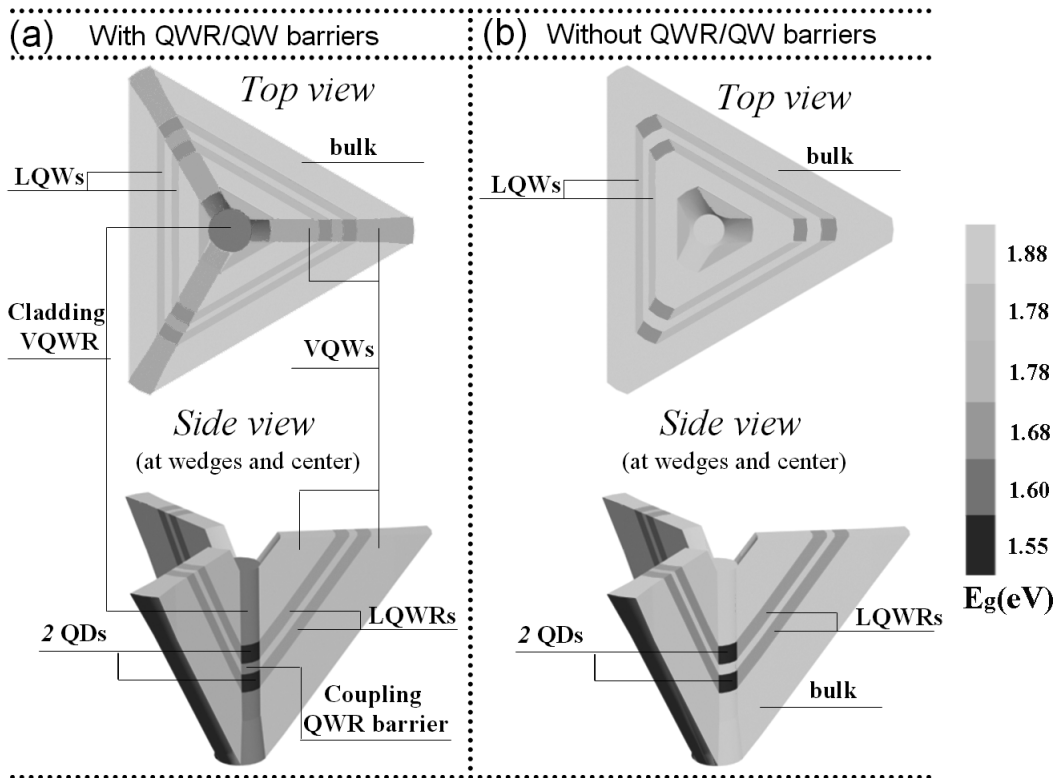 (a) With QWR/QW barriers
Top view
bulk
LQWs
Cladding
VQWR
VQWs
Side view
(at wedges and center)
LQWRs
2 QDs
Coupling
QWR barrier
(b) Without QWR/QW barriers
Top view
bulk
LQWs
Side view
(at wedges and center)
LQWRs
2 QDs
bulk
1.88
1.78
1.78
1.68
1.60
1.55
Eg(eV)